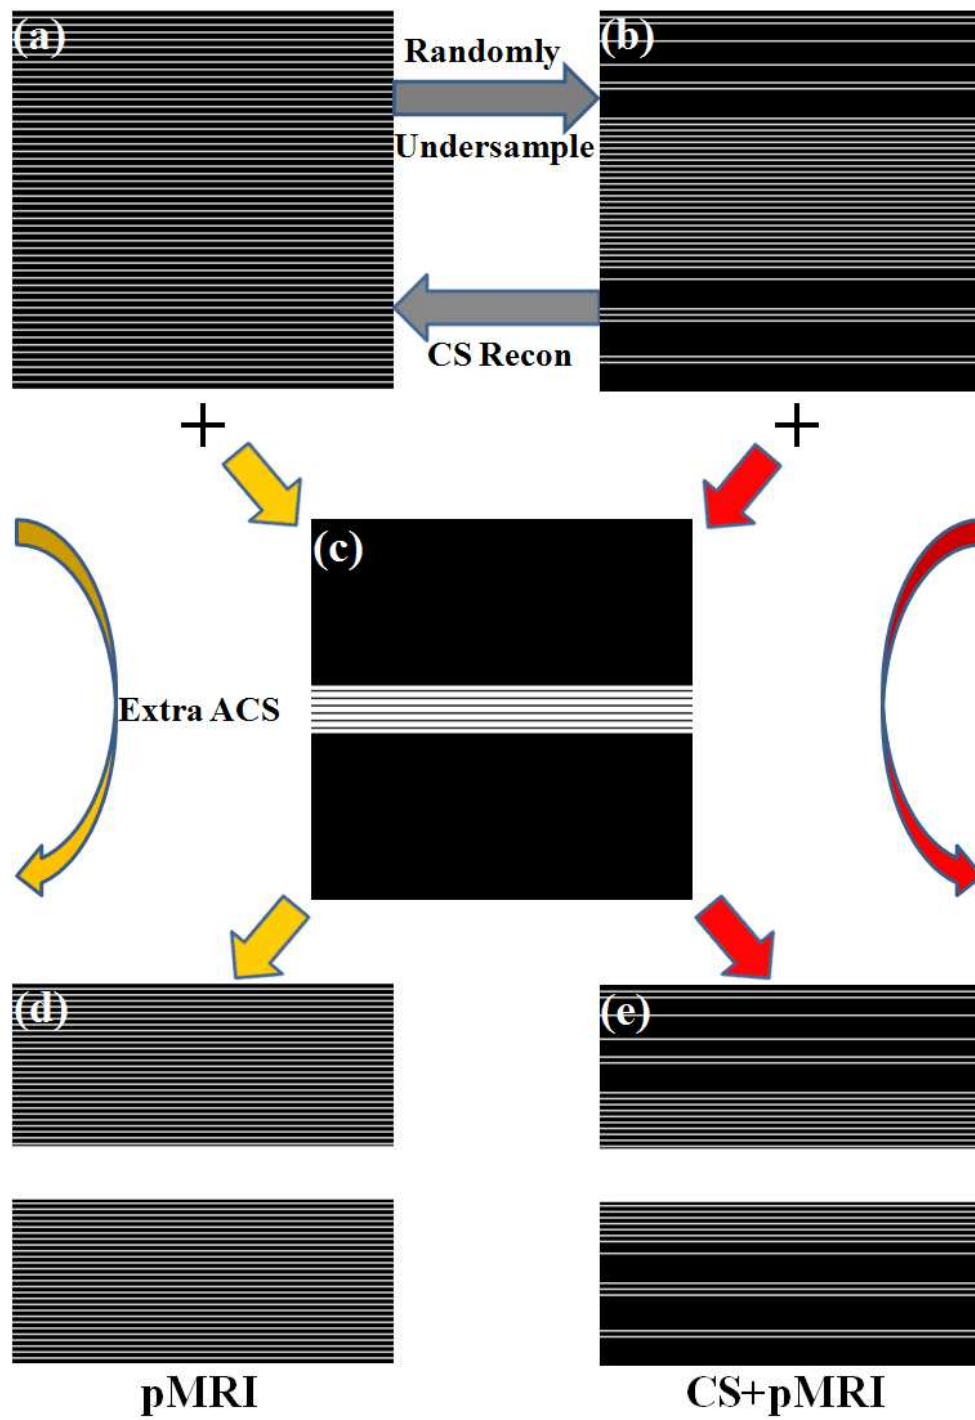 (a)
Randomly
(b)
Undersample
CS Recon
+
+
(c)
Extra ACS
(d)
(e)
pMRI
CS+pMRI